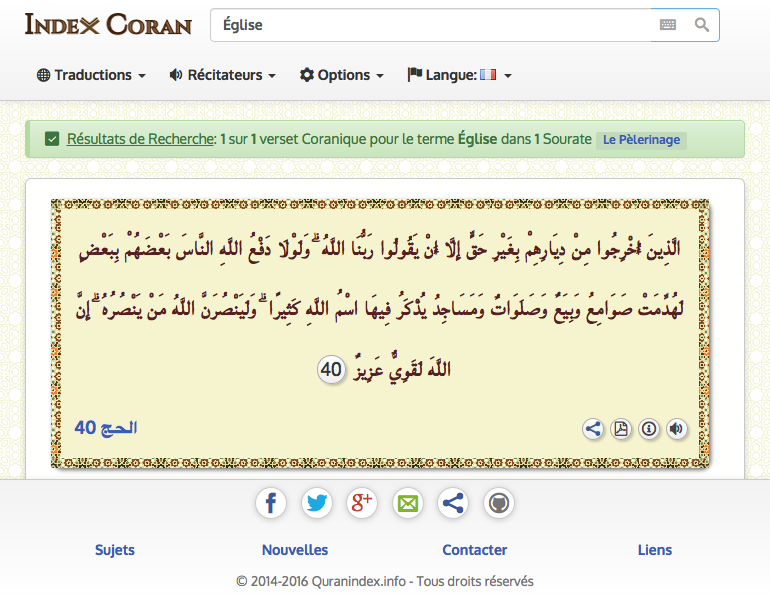 INDEX CORAN
Église
Traductions Récitateurs Options Langue:
Résultats de Recherche: 1 sur 1 verset Coranique pour le terme Église dans 1 Sourate Le Pèlerinage
الَّذِينَ أُخْرِجُوا مِنْ دِيَارِهِمْ بِغَيْرِ حَقٍّ إِلَّا أَنْ يَقُولُوا رَبُّنَا اللَّهُ ۗ وَلَوْلَا دَفْعُ اللَّهِ النَّاسَ بَعْضَهُمْ بِبَعْضٍ
لَهُدِّمَتْ صَوَامِعُ وَبِيَعٌ وَصَلَوَاتٌ وَمَسَاجِدُ يُذْكَرُ فِيهَا اسْمُ اللَّهِ كَثِيرًا ۗ وَلَيَنْصُرَنَّ اللَّهُ مَنْ يَنْصُرُهُ ۗ إِنَّ
اللَّهَ لَقَوِيٌّ عَزِيزٌ 40
الحج 40
f g+
Sujets Nouvelles Contacter Liens
© 2014-2016 Quranindex.info - Tous droits réservés